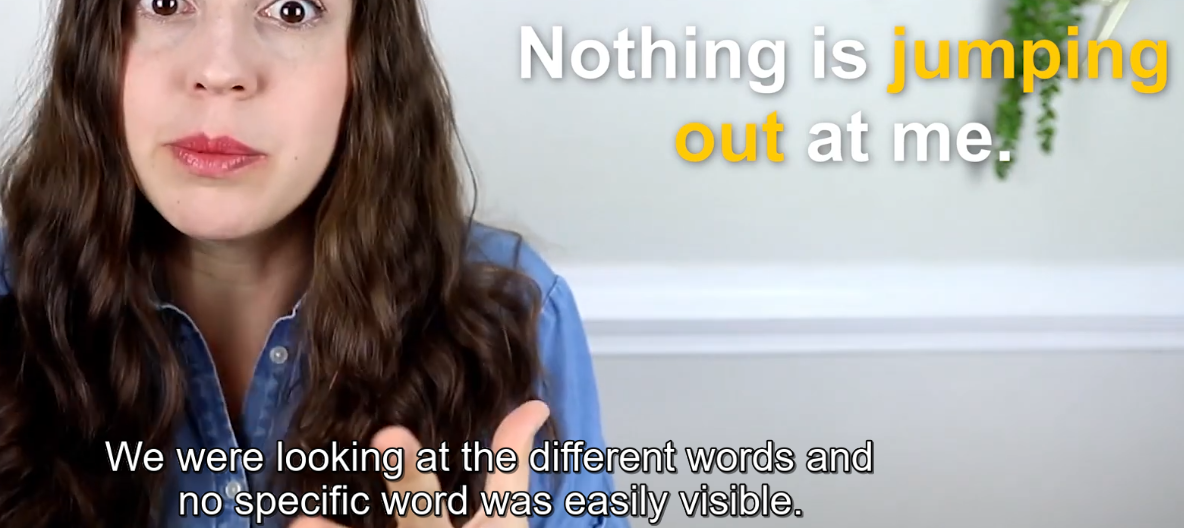 Nothing is jumping
out at me.
We were looking at the different words and
no specific word was easily visible.